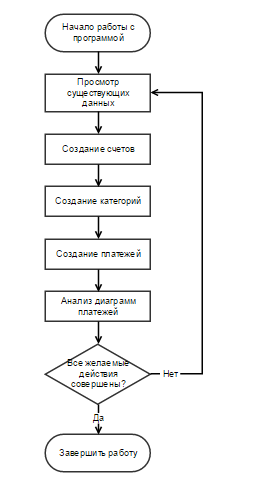 Начало работы с
программой
Просмотр
существующих
данных
Создание счетов
Создание категорий
Создание платежей
Анализ диаграмм
платежей
Все желаемые
действия
совершены?
Нет
Да
Завершить работу